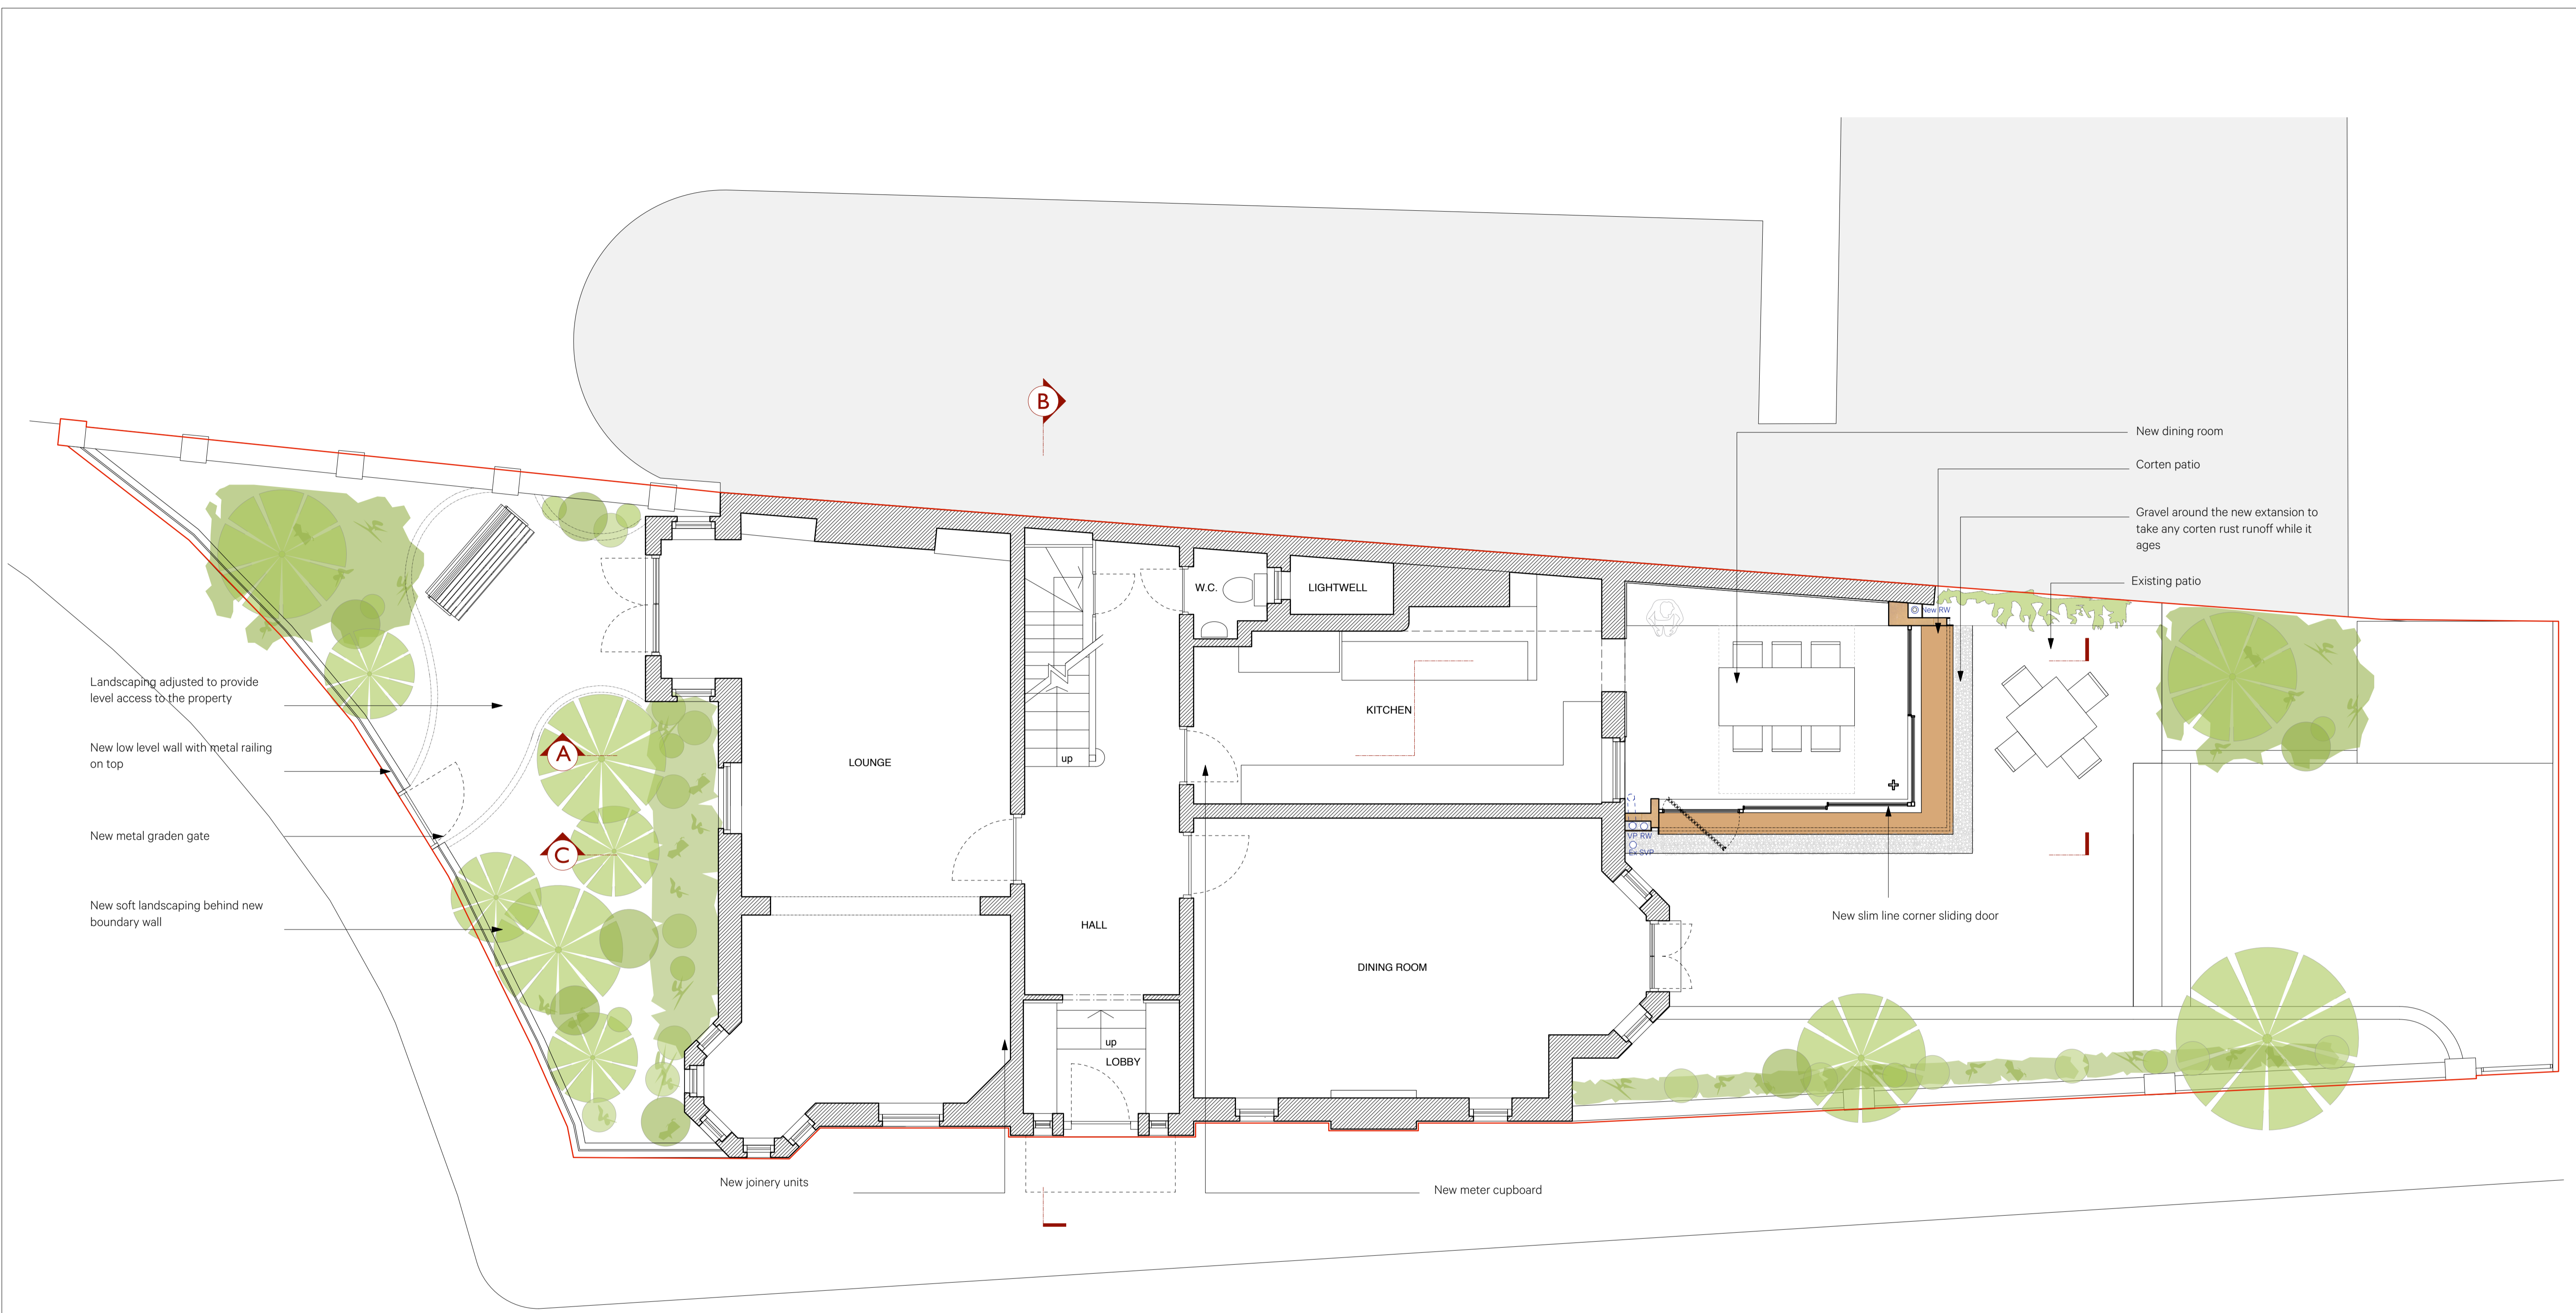 B
New dining room
Corten patio
Gravel around the new extansion to
take any corten rust runoff while it
ages
Existing patio
W.C.
LIGHTWELL
New RW
Landscaping adjusted to provide
level access to the property
New low level wall with metal railing
on top
New metal graden gate
New soft landscaping behind new
boundary wall
A
C
LOUNGE
up
KITCHEN
VP RW
Ex SVP
New slim line corner sliding door
HALL
DINING ROOM
up
LOBBY
New joinery units
New meter cupboard